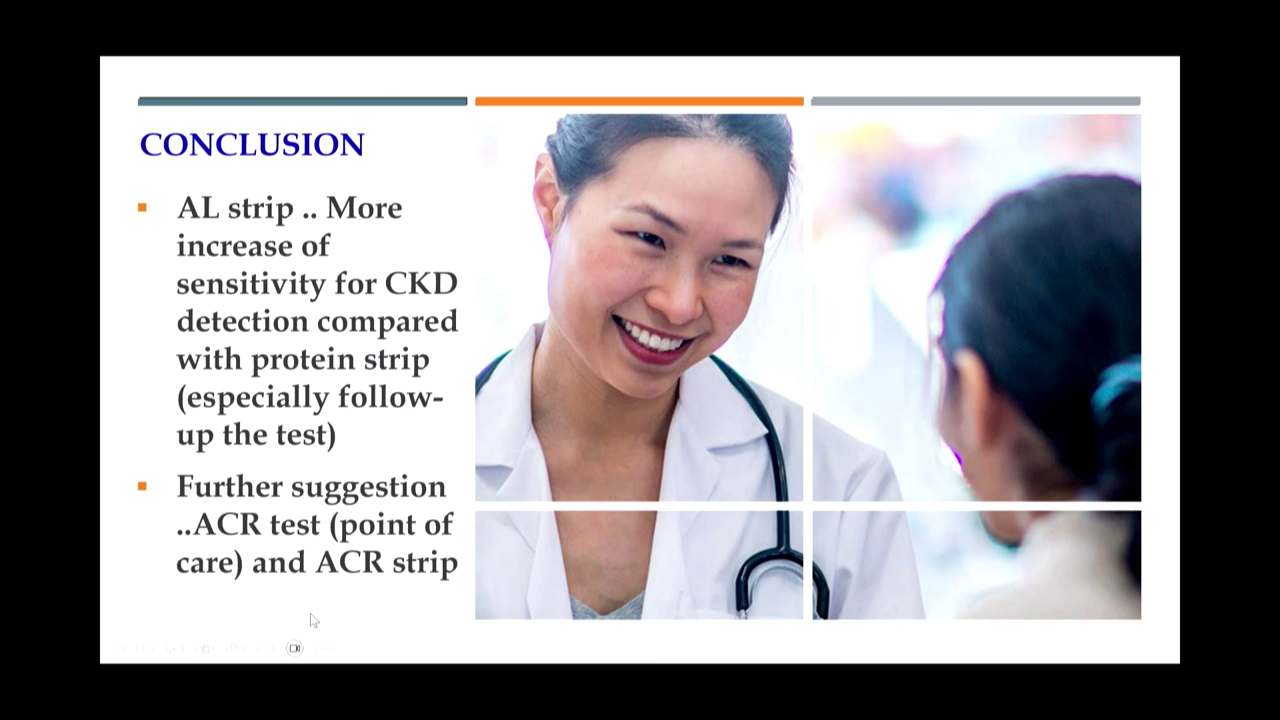 CONCLUSION
AL strip .. More
increase of
sensitivity for CKD
detection compared
with protein strip
(especially follow-
up the test)
Further suggestion
..ACR test (point of
care) and ACR strip